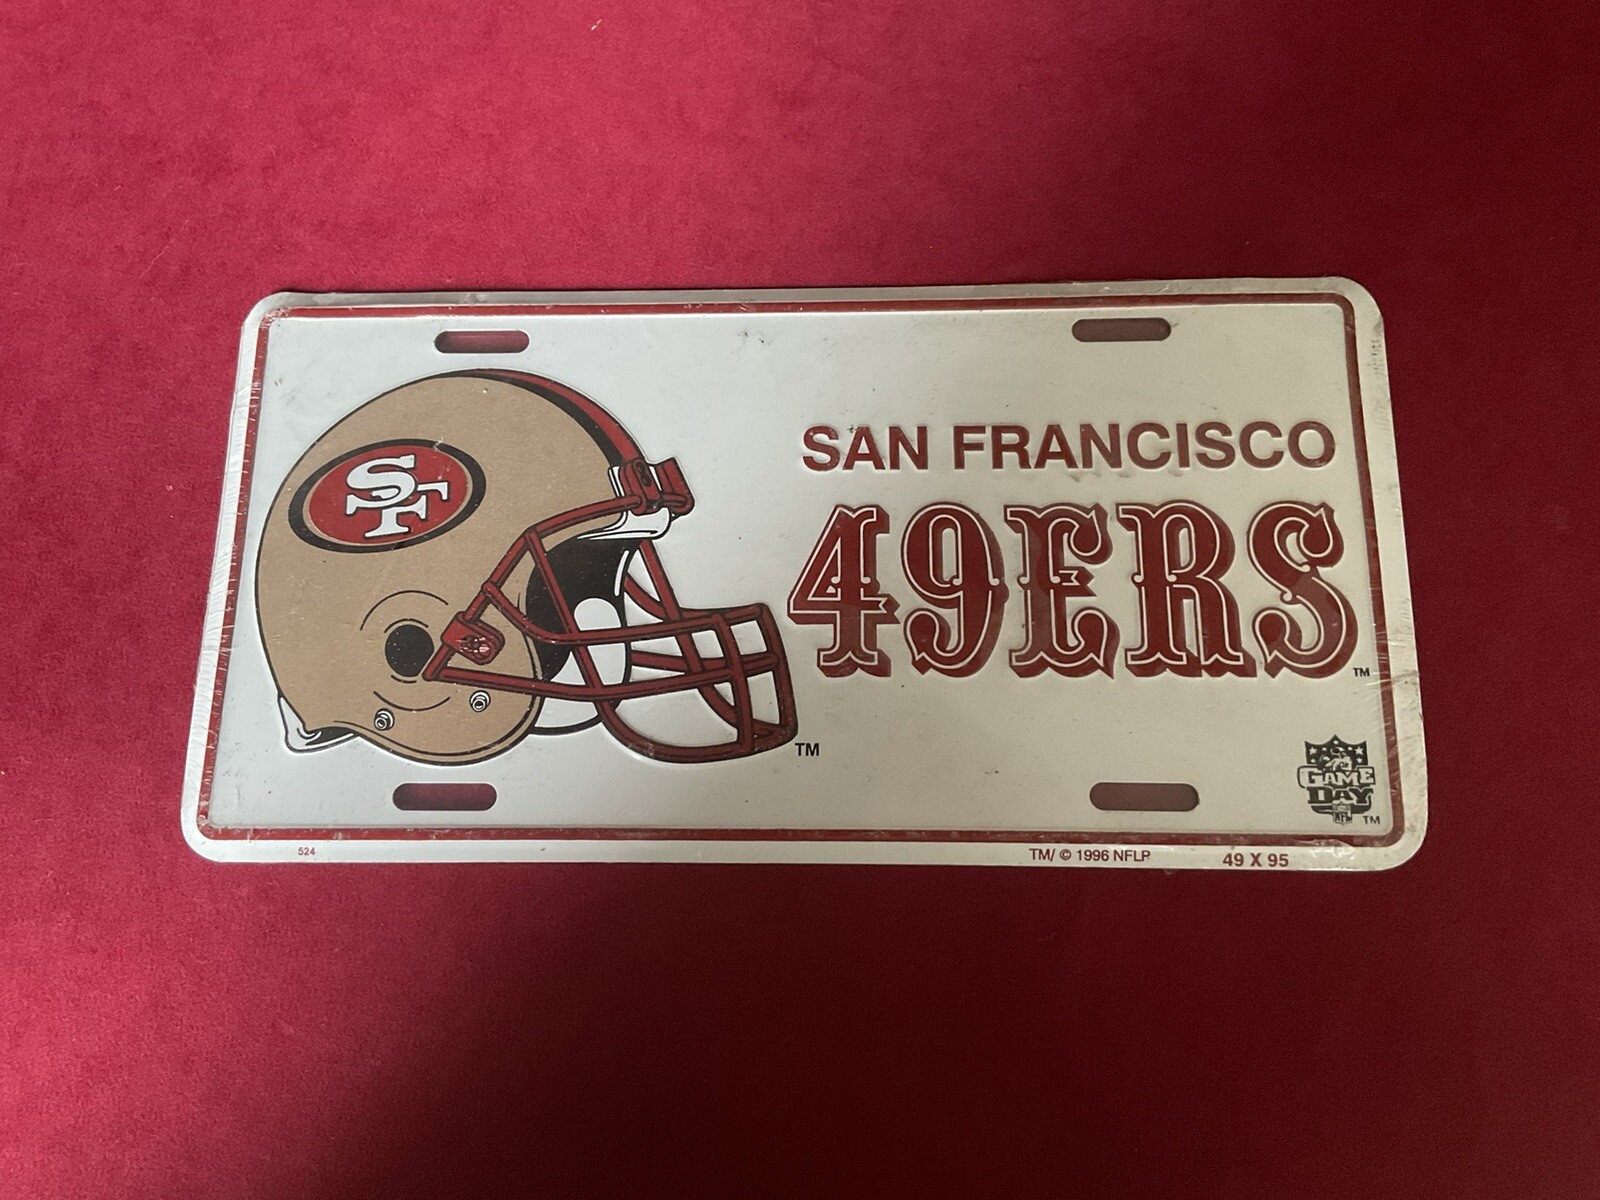 SAN FRANCISCO
49ERS
TM
SF
TM
GAME
DAY
NFL
TM
524
TM/ © 1996 NFLP
49 X 95